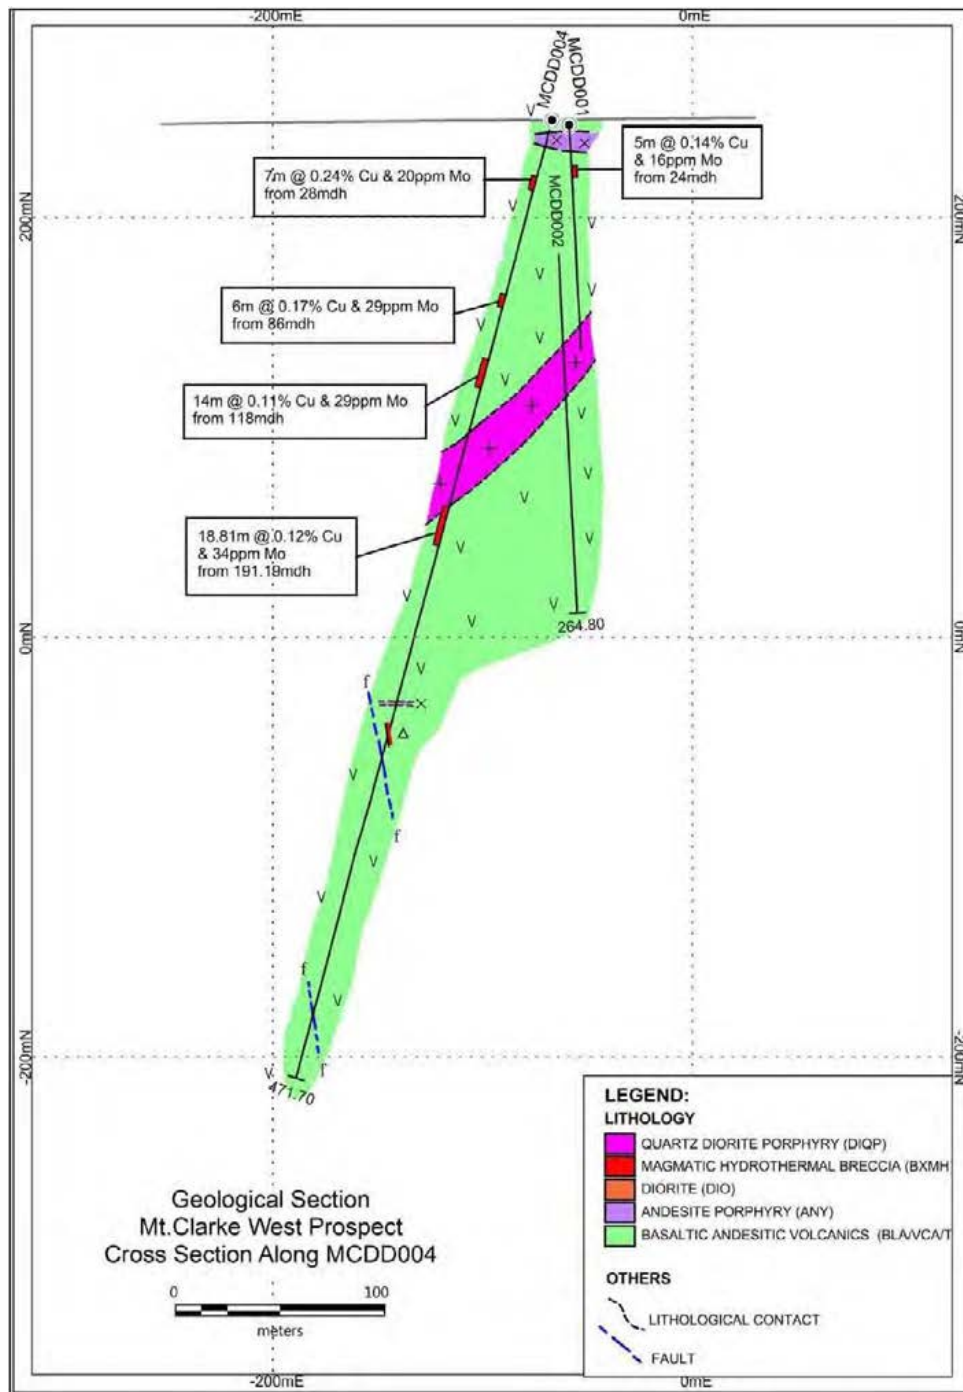 -200mE
0mE
MCDD004
MCDD001
5m @ 0.14% Cu
& 16ppm Mo
from 24mdh
7m @ 0.24% Cu & 20ppm Mo
from 28mdh
MCDD002
200mN
200mN
6m @ 0.17% Cu & 29ppm Mo
from 86mdh
14m @ 0.11% Cu & 29ppm Mo
from 118mdh
18.81m @ 0.12% Cu
& 34ppm Mo
from 191.19mdh
264.80
0mN
0mN
f
f
f
f
-200mN
-200mN
471.70
LEGEND:
LITHOLOGY
QUARTZ DIORITE PORPHYRY (DIQP)
MAGMATIC HYDROTHERMAL BRECCIA (BXMH
DIORITE (DIO)
ANDESITE PORPHYRY (ANY)
BASALTIC ANDESITIC VOLCANICS (BLA/VCA/T
OTHERS
LITHOLOGICAL CONTACT
FAULT
Geological Section
Mt.Clarke West Prospect
Cross Section Along MCDD004
0 100
meters
-200mE
0mE